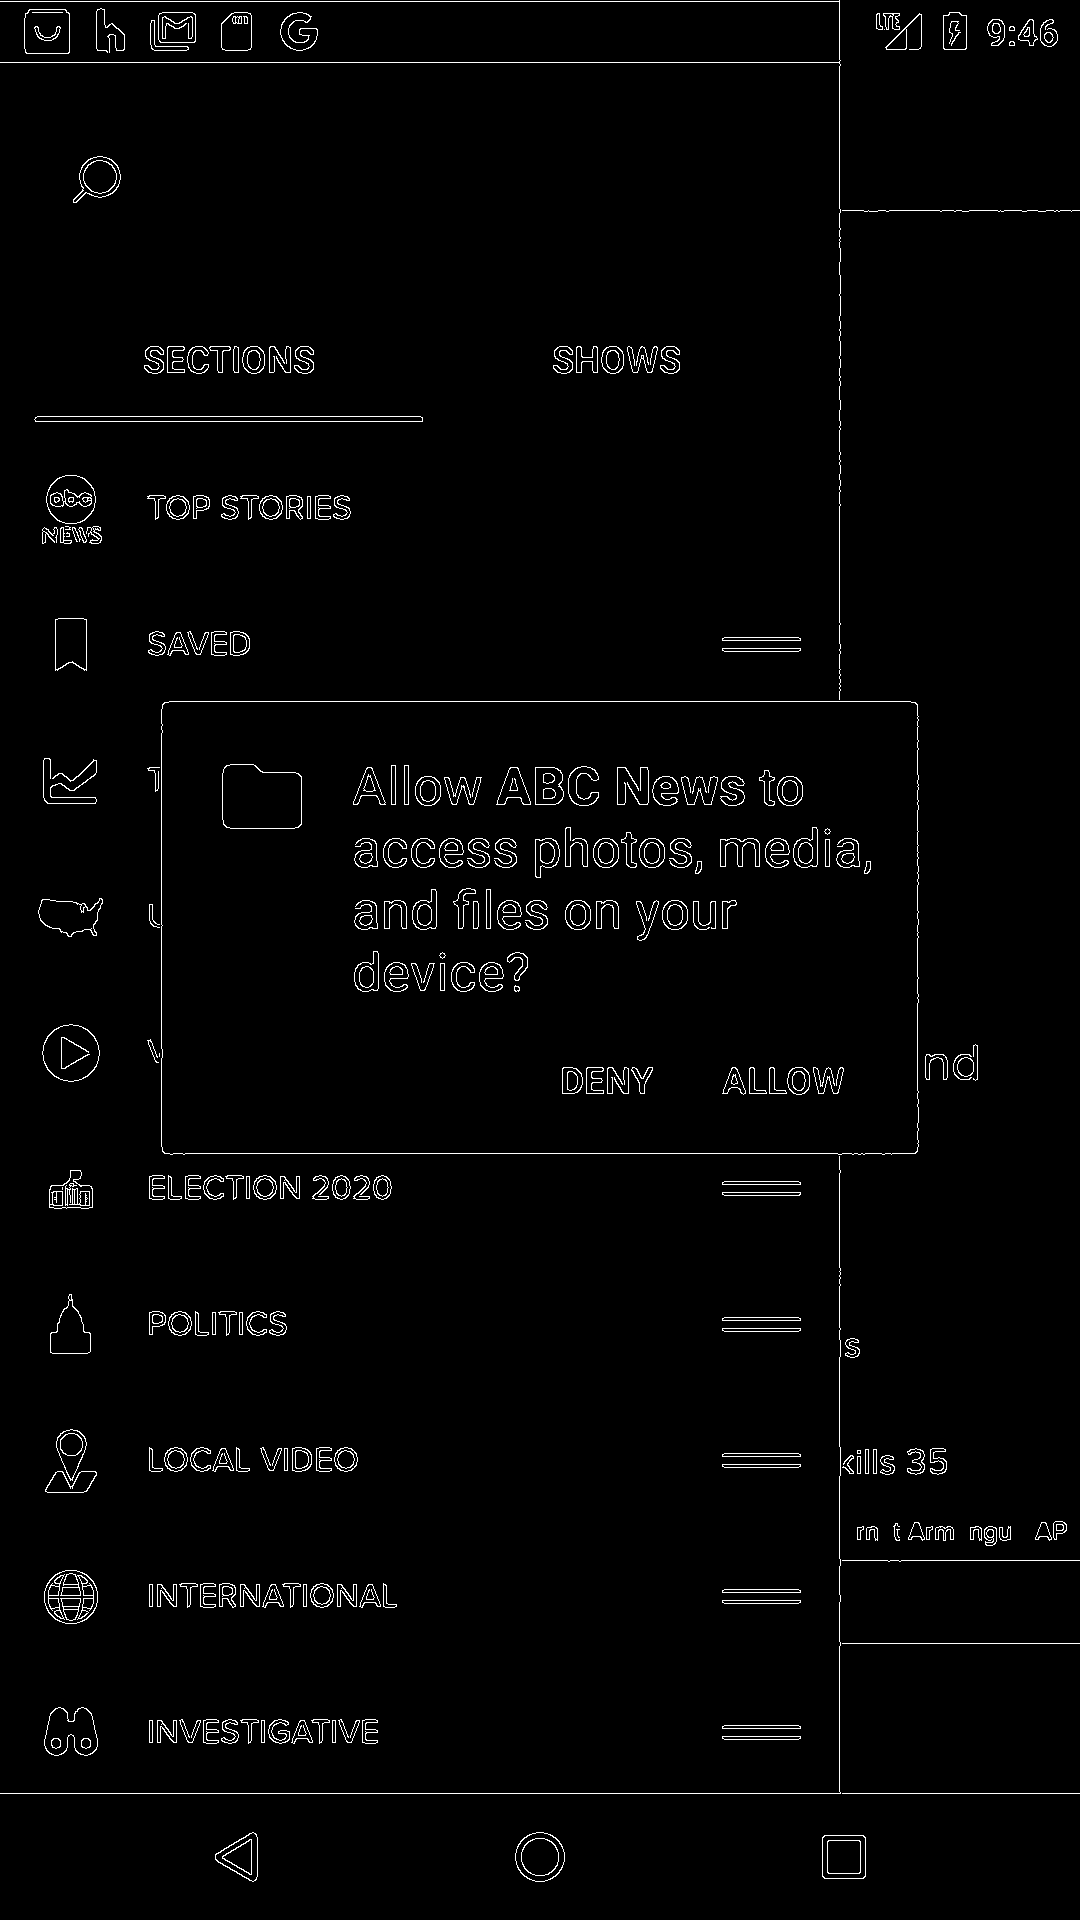 LTE 9:46
SECTIONS SHOWS
abc
NEWS
TOP STORIES
SAVED
Allow ABC News to
access photos, media,
and files on your
device?
nd
DENY ALLOW
ELECTION 2020
POLITICS
s
LOCAL VIDEO
kills 35
rn t Arm ngu AP
INTERNATIONAL
INVESTIGATIVE